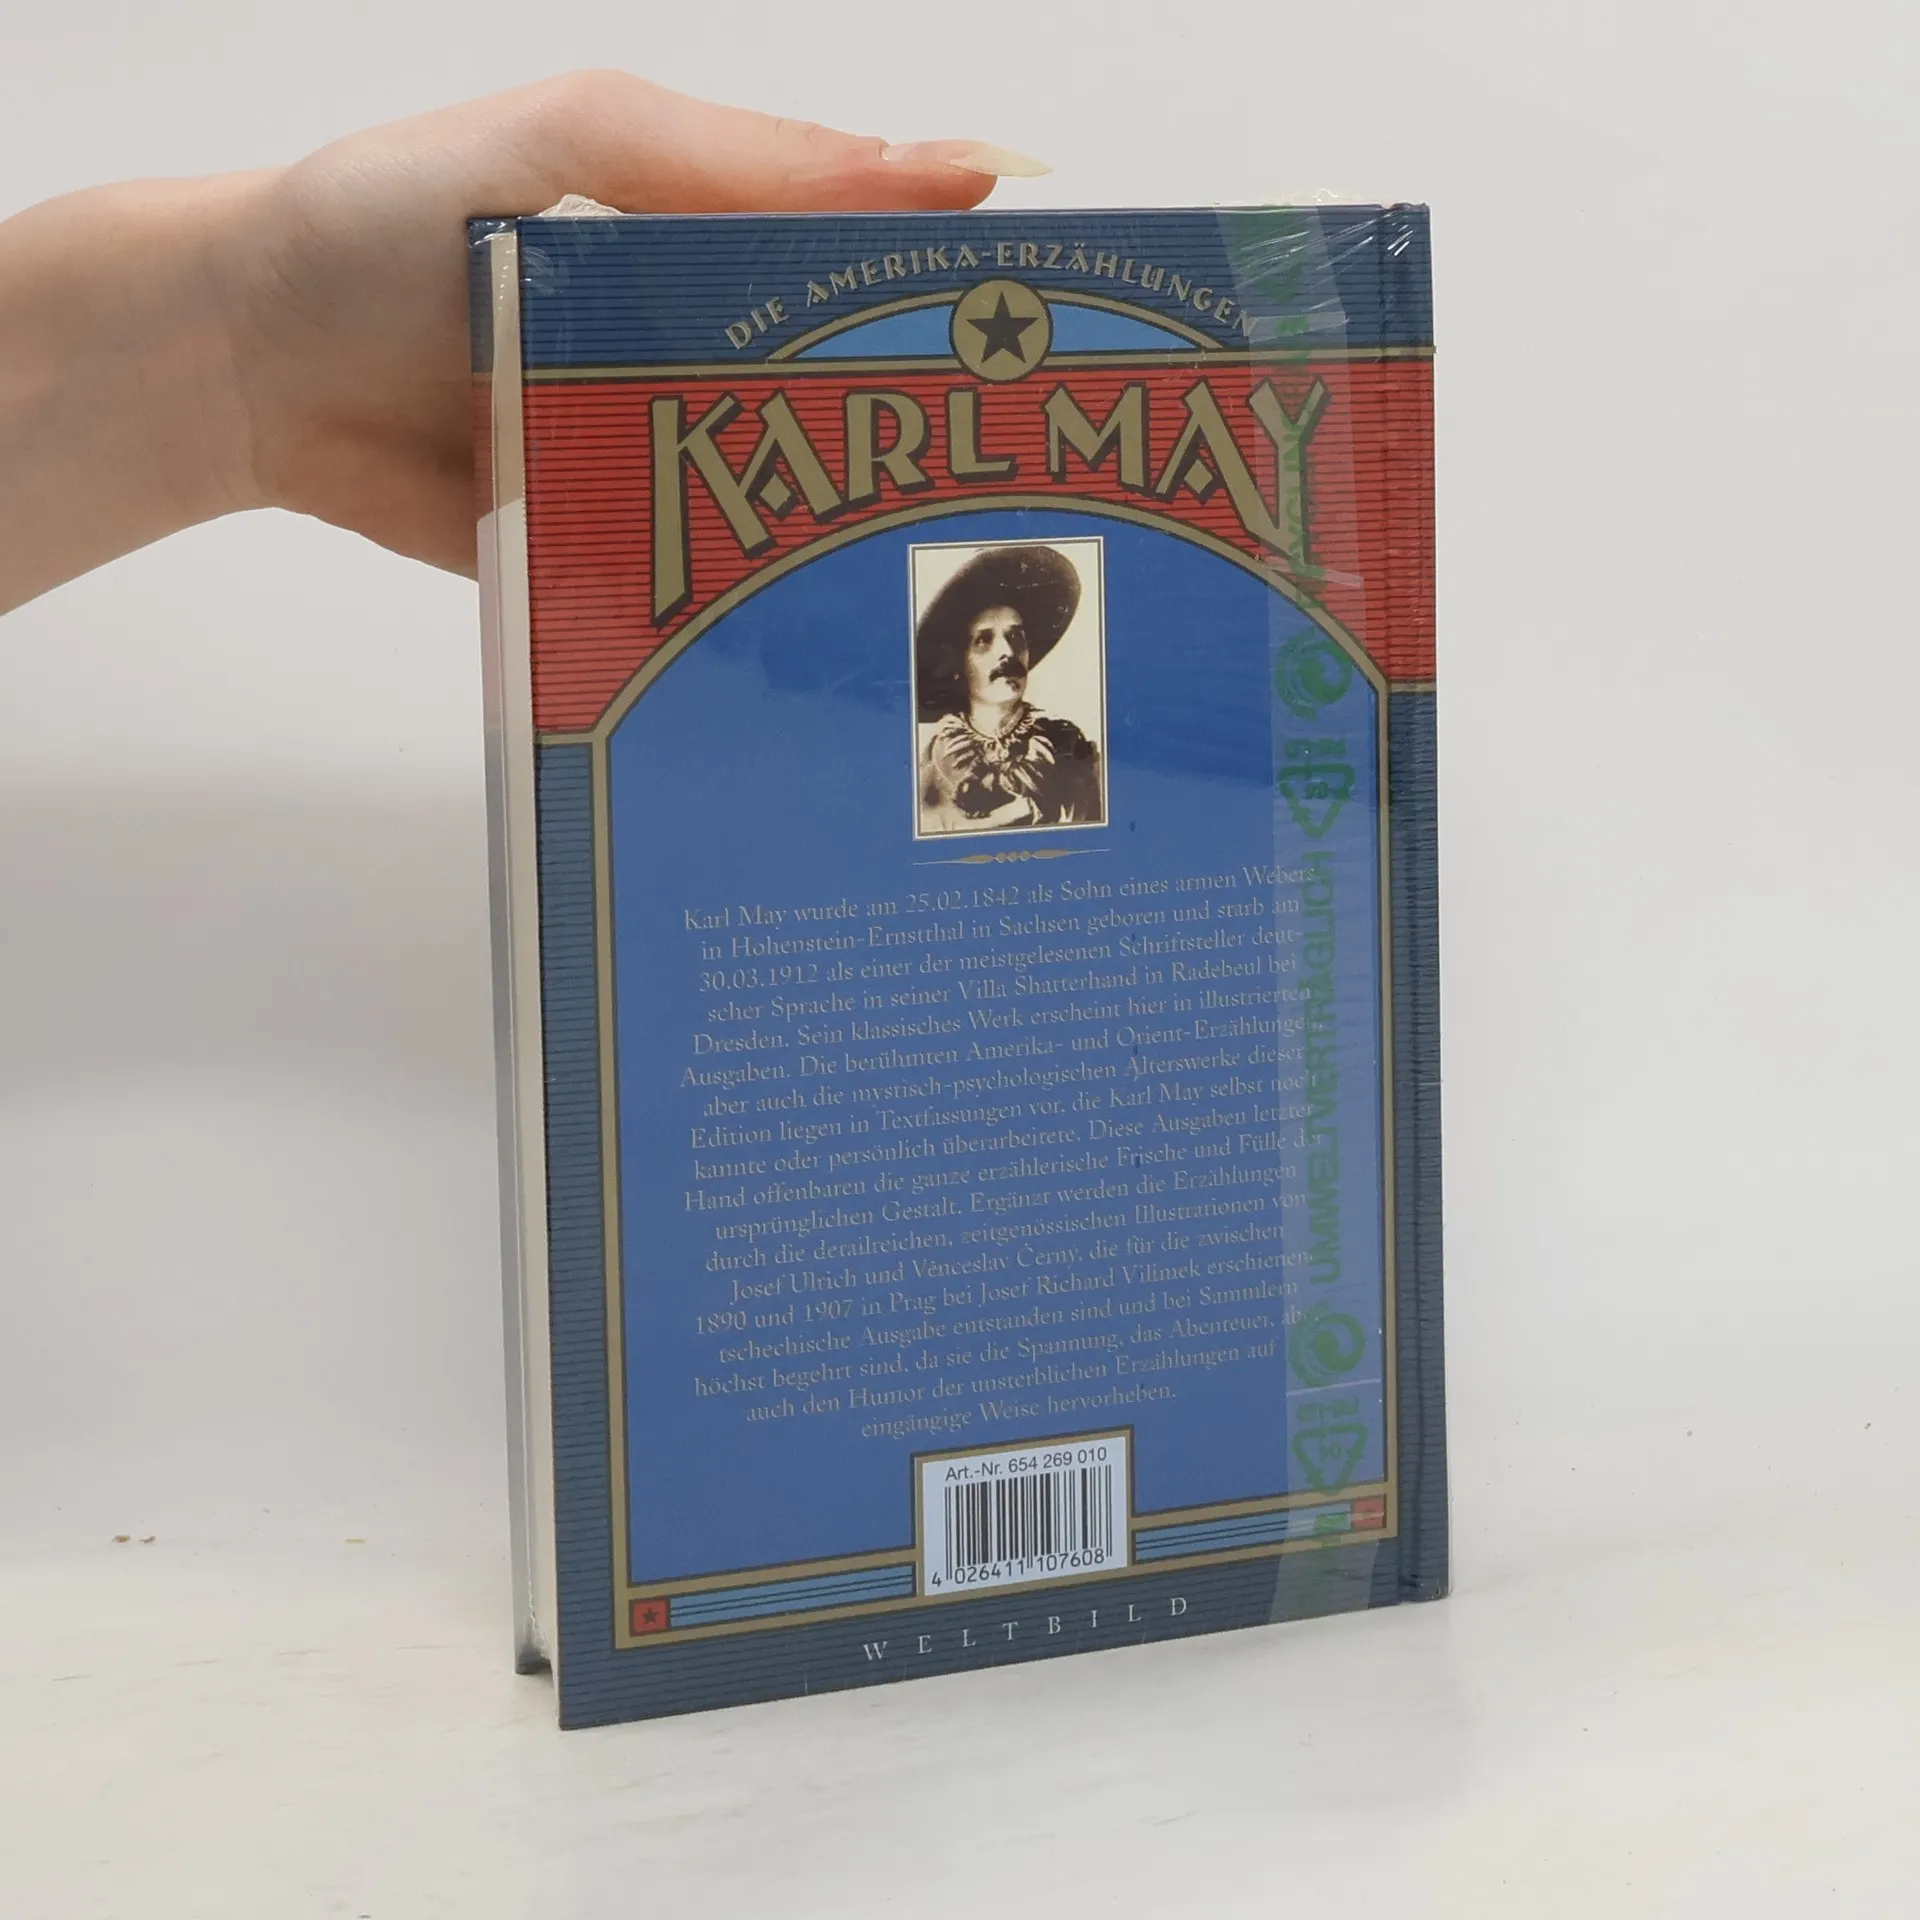 DIE AMERIKA-ERZÄHLUNGEN
KARL MAY
Karl May wurde am 25.02.1842 als Sohn eines armen Webers
in Hohenstein-Ernstthal in Sachsen geboren und starb am
30.03.1912 als einer der meistgelesenen Schriftsteller deut-
scher Sprache in seiner Villa Shatterhand in Radebeul bei
Dresden. Sein klassisches Werk erscheint hier in illustrierten
Ausgaben. Die berühmten Amerika- und Orient-Erzählungen
aber auch die mystisch-psychologischen Alterswerke dieser
Edition liegen in Textfassungen vor, die Karl May selbst noch
kannte oder persönlich überarbeitete. Diese Ausgaben letzter
Hand offenbaren die ganze erzählerische Frische und Fülle der
ursprünglichen Gestalt. Ergänzt werden die Erzählungen
durch die detailreichen, zeitgenössischen Illustrationen von
Josef Ulrich und Vênceslav Černy, die für die zwischen
1890 und 1907 in Prag bei Josef Richard Vilimek erschienene
tschechische Ausgabe entstanden sind und bei Sammlern
höchst begehrt sind, da sie die Spannung, das Abenteuer, aber
auch den Humor der unsterblichen Erzählungen auf
eingängige Weise hervorheben.
Art.-Nr. 654 269 010
4 026411 107608
WELTBILD
UMWELTVERTRÄGLICH